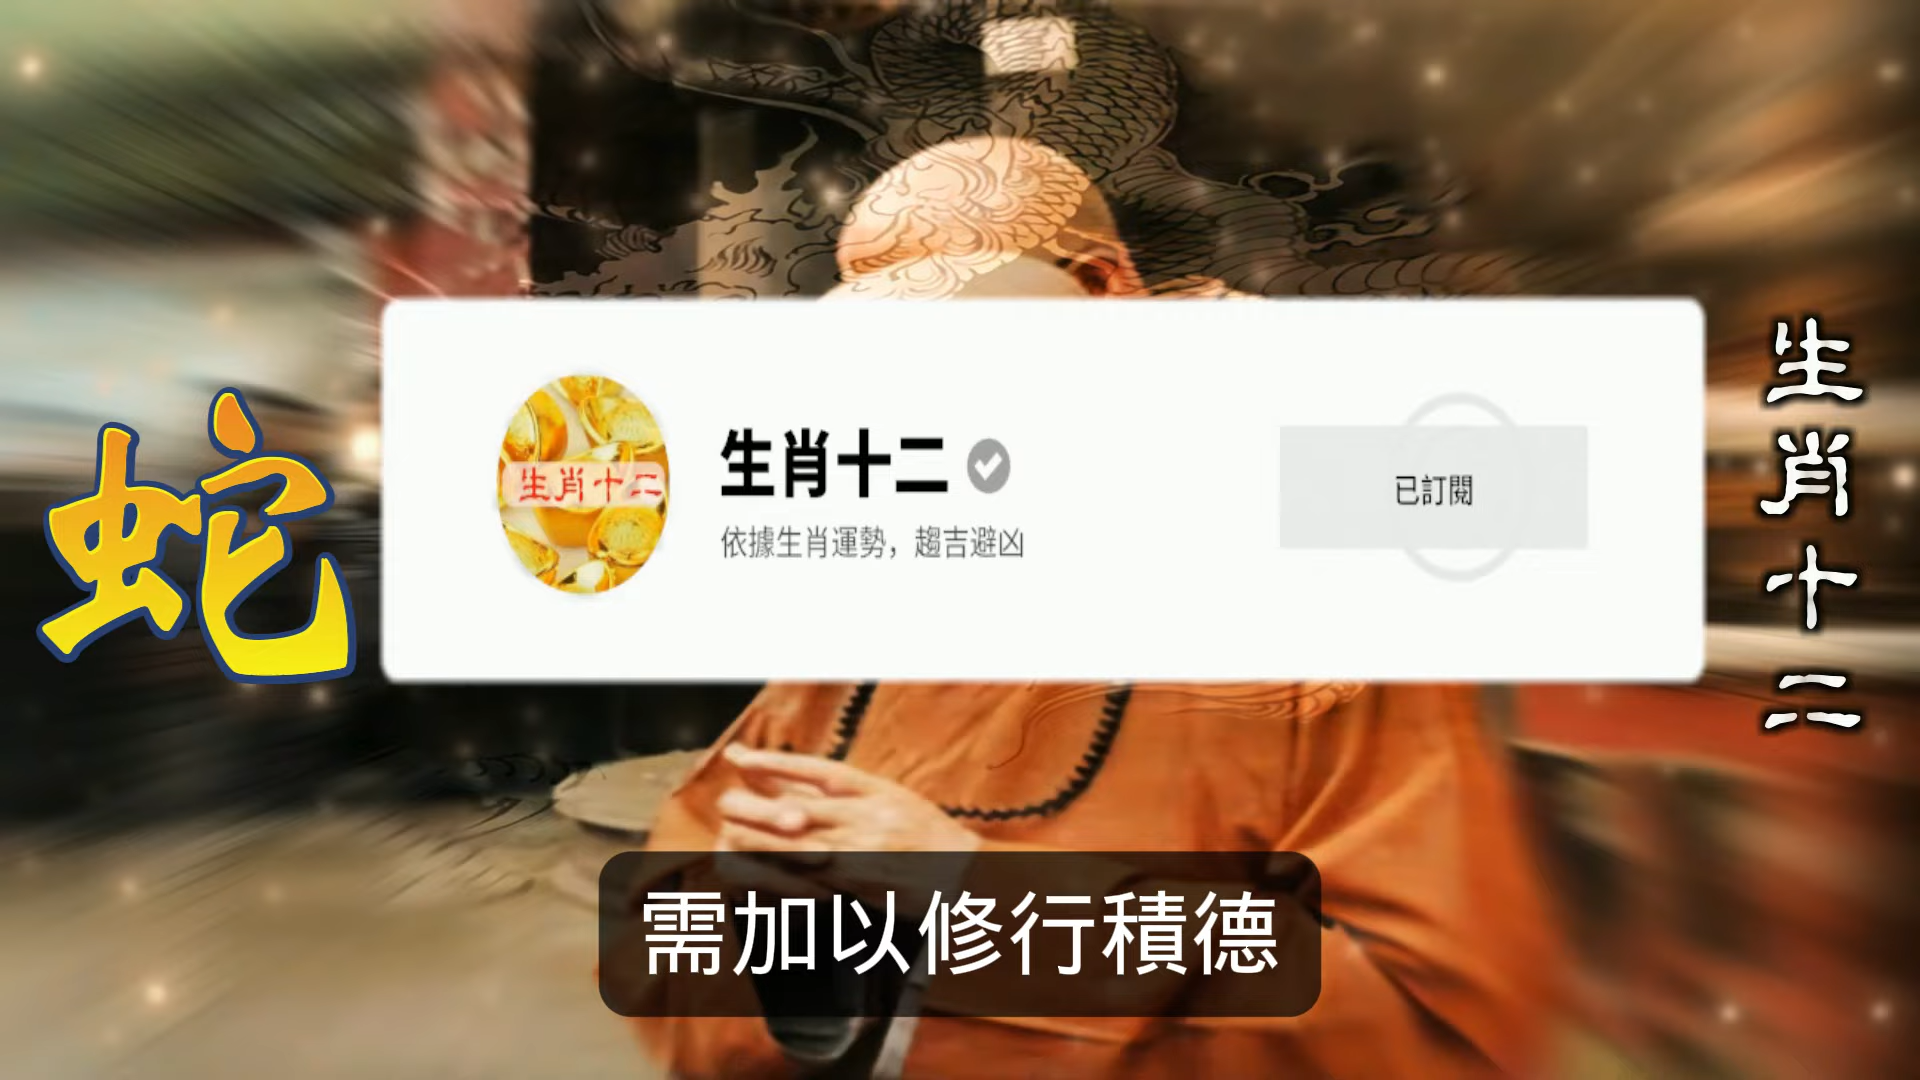 蛇
生肖十二
生肖十二
依據生肖運勢，趨吉避凶
已訂閱
生肖十二
需加以修行積德